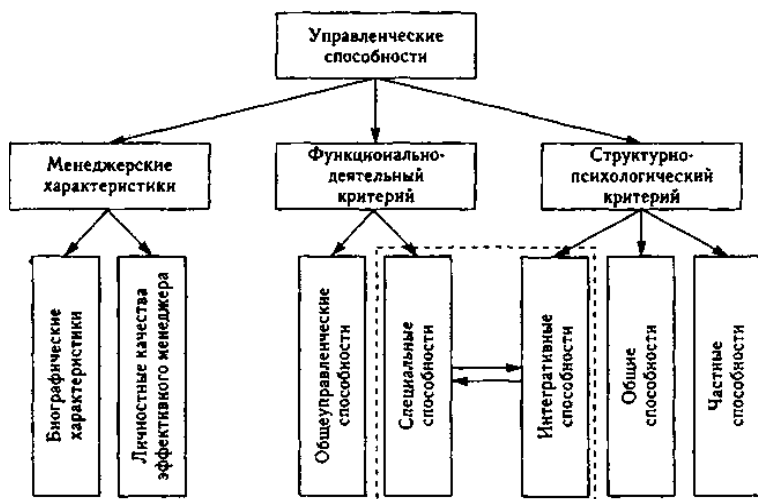 Управленческие
способности
Менеджерские
характеристики
Функционально-
деятельный
критерий
Структурно-
психологический
критерий
Биографические
характеристики
Личностные качества
эффективного менеджера
Общеуправленческие
способности
Специальные
способности
Интегративные
способности
Общие
способности
Частные
способности